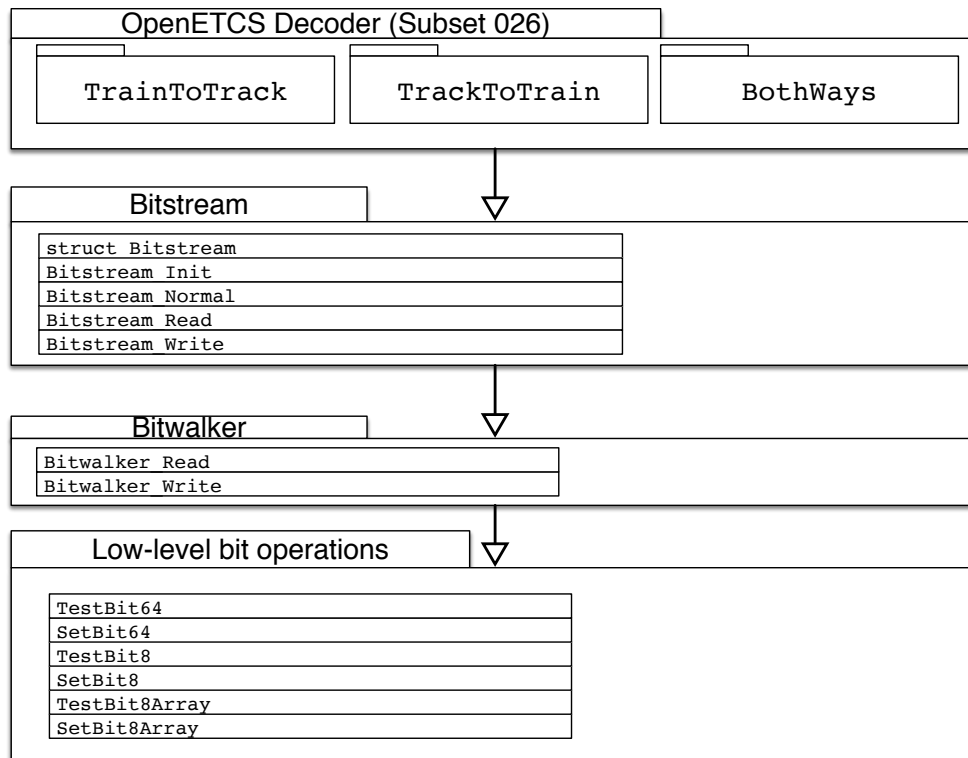 OpenETCS Decoder (Subset 026)
TrainToTrack TrackToTrain BothWays
Bitstream
struct Bitstream
Bitstream_Init
Bitstream_Normal
Bitstream_Read
Bitstream_Write
Bitwalker
Bitwalker_Read
Bitwalker_Write
Low-level bit operations
TestBit64
SetBit64
TestBit8
SetBit8
TestBit8Array
SetBit8Array